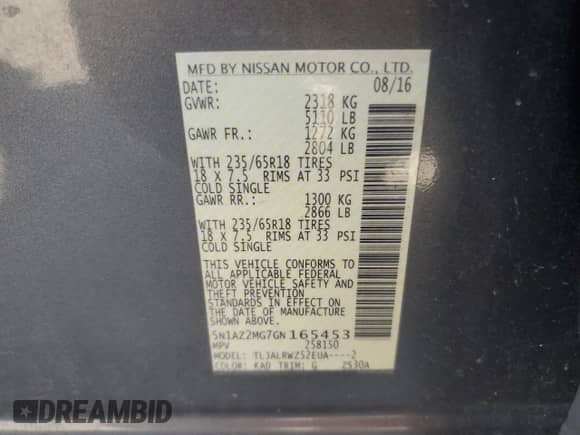 MFD BY NISSAN MOTOR CO., LTD.
DATE: 08/16
GVWR: 2318 KG
5110 LB
GAWR FR.: 1272 KG
2804 LB
WITH 235/65R18 TIRES
18 X 7.5 RIMS AT 33 PSI
COLD SINGLE
GAWR RR.: 1300 KG
2866 LB
WITH 235/65R18 TIRES
18 X 7.5 RIMS AT 33 PSI
COLD SINGLE
THIS VEHICLE CONFORMS TO
ALL APPLICABLE FEDERAL
MOTOR VEHICLE SAFETY AND
THEFT PREVENTION
STANDARDS IN EFFECT ON
THE DATE OF MANUFACTURE
SHOWN ABOVE.
5N1AZ2MG7GN165453
MPV 258150
MODEL: TLJALRWZ52EUA----2
COLOR: KAD TRIM: G 2530A
DREAMBID